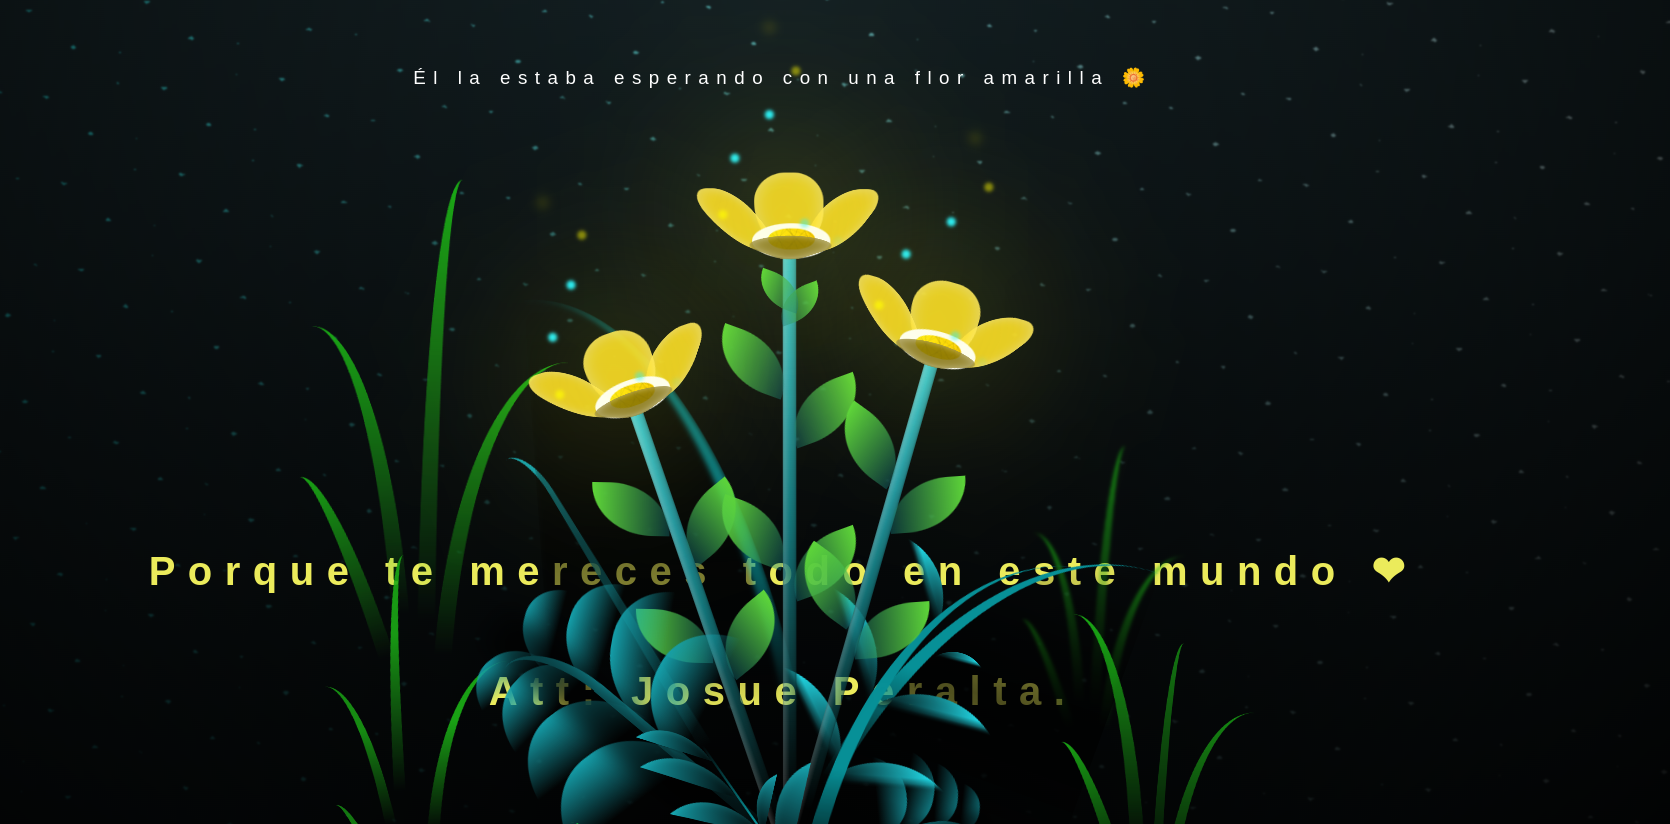 Él la estaba esperando con una flor amarilla 🌼
Porque te mereces todo en este mundo ❤
Att: Josue Peralta.